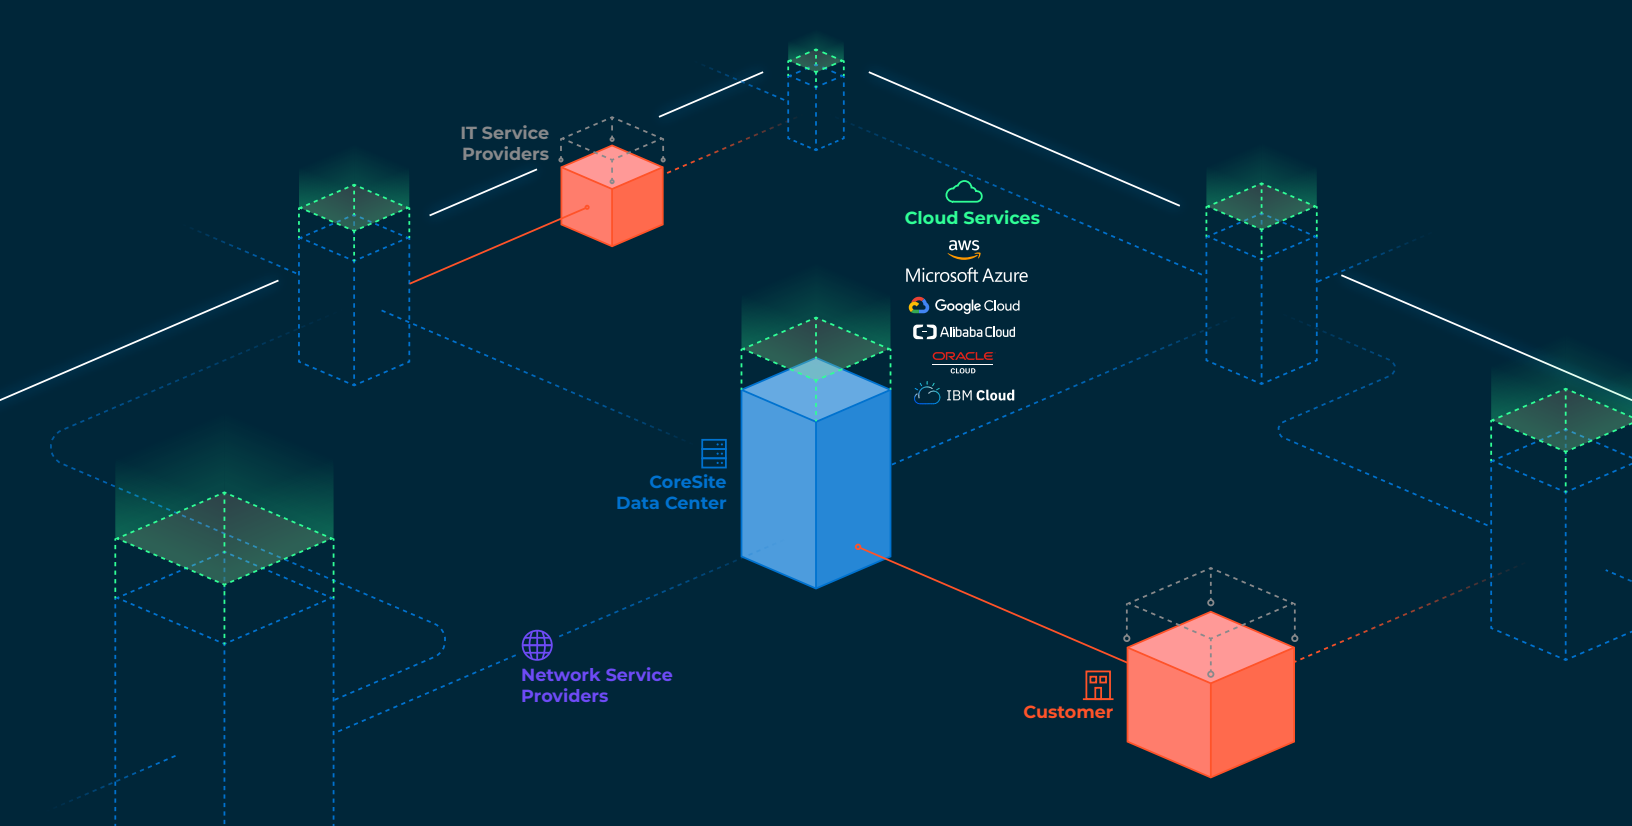 IT Service
Providers
Cloud Services
aws
Microsoft Azure
Google Cloud
Alibaba Cloud
ORACLE
CLOUD
IBM Cloud
CoreSite
Data Center
Network Service
Providers
Customer